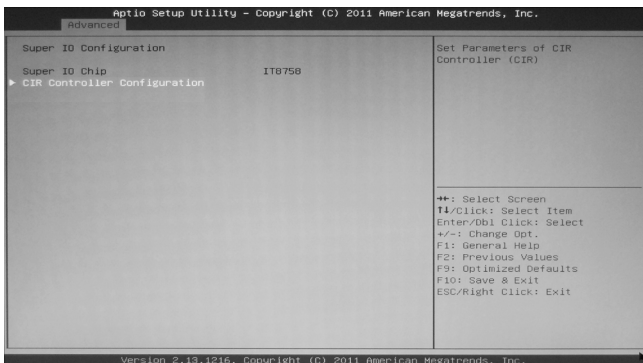 Aptio Setup Utility – Copyright (C) 2011 American Megatrends, Inc.
Advanced
Super IO Configuration
Super IO Chip IT8758
► CIR Controller Configuration
Set Parameters of CIR
Controller (CIR)
→←: Select Screen
↑↓/Click: Select Item
Enter/Dbl Click: Select
+/-: Change Opt.
F1: General Help
F2: Previous Values
F9: Optimized Defaults
F10: Save & Exit
ESC/Right Click: Exit
Version 2.13.1216. Copyright (C) 2011 American Megatrends, Inc.